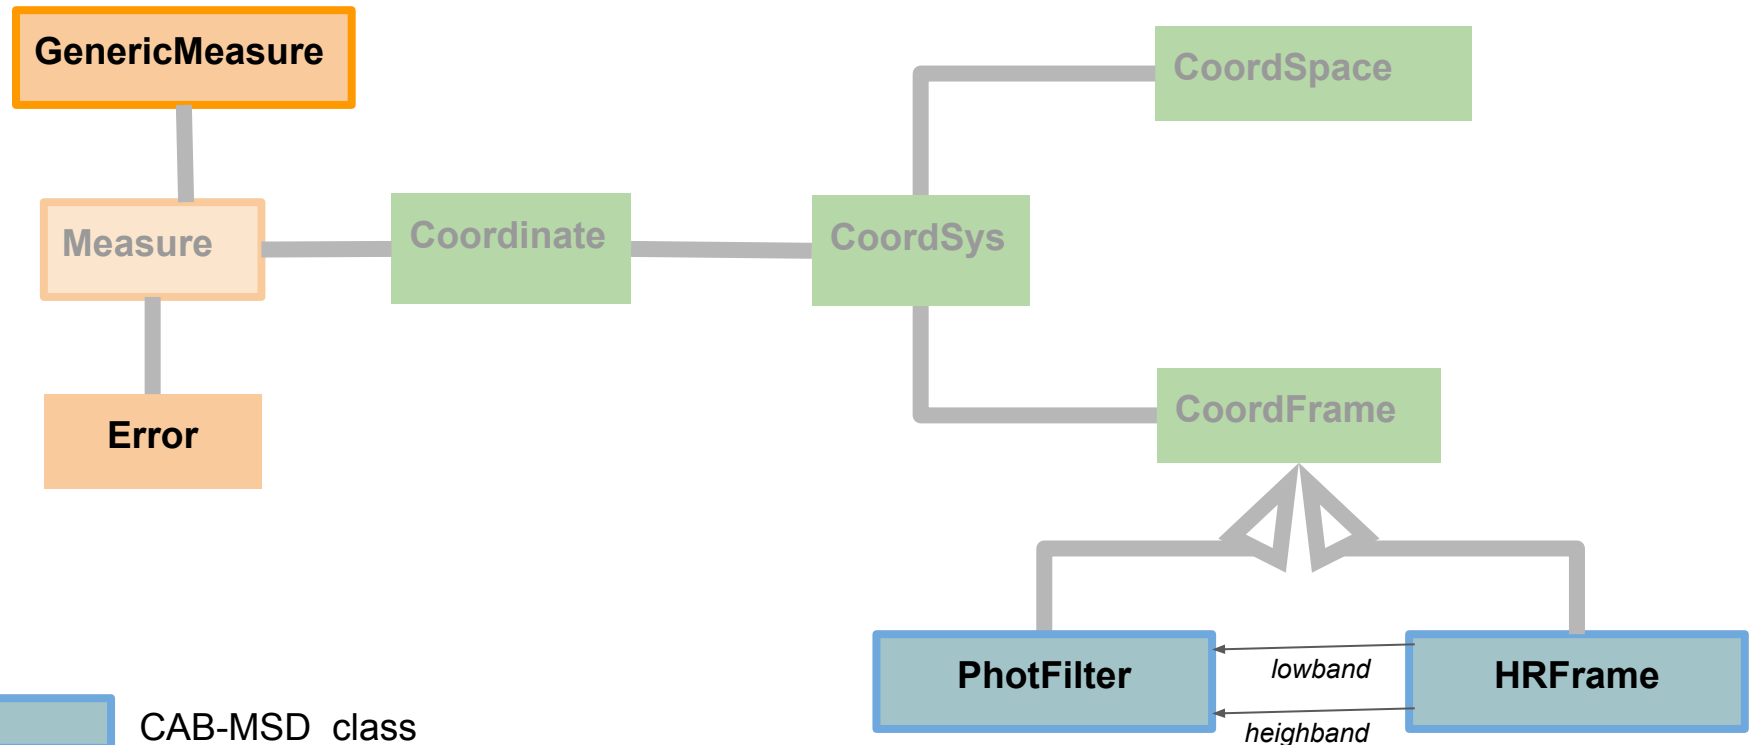 GenericMeasure
CoordSpace
Measure
Coordinate
CoordSys
CoordFrame
Error
PhotFilter
lowband
HRFrame
heighband
CAB-MSD class